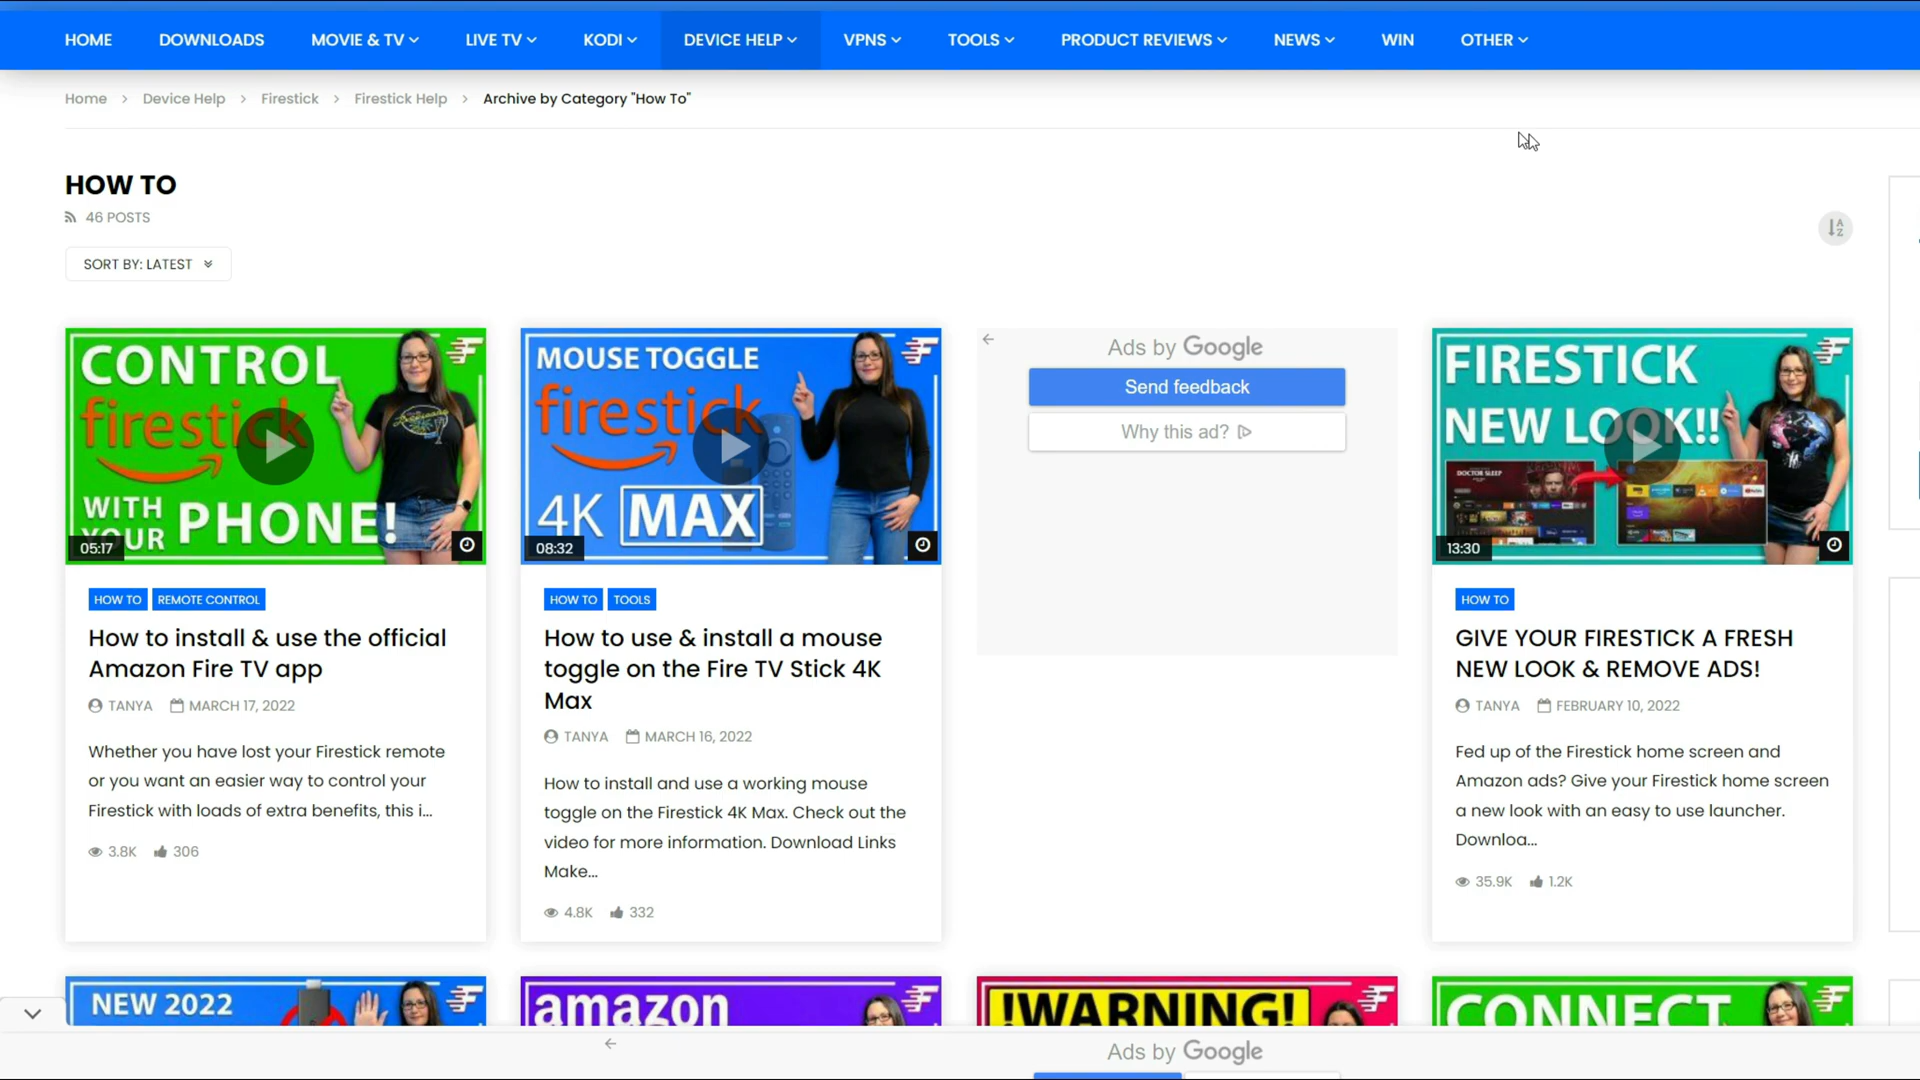 HOME DOWNLOADS MOVIE & TV LIVE TV KODI DEVICE HELP VPNS TOOLS PRODUCT REVIEWS NEWS WIN OTHER
Home > Device Help > Firestick > Firestick Help > Archive by Category "How To"
HOW TO
46 POSTS
SORT BY: LATEST
CONTROL
firestick
WITH YOUR PHONE!
05:17
HOW TO REMOTE CONTROL
How to install & use the official
Amazon Fire TV app
TANYA MARCH 17, 2022
Whether you have lost your Firestick remote
or you want an easier way to control your
Firestick with loads of extra benefits, this i...
3.8K 306
MOUSE TOGGLE
firestick
4K MAX
08:32
HOW TO TOOLS
How to use & install a mouse
toggle on the Fire TV Stick 4K
Max
TANYA MARCH 16, 2022
How to install and use a working mouse
toggle on the Firestick 4K Max. Check out the
video for more information. Download Links
Make...
4.8K 332
Ads by Google
Send feedback
Why this ad?
FIRESTICK
NEW LOOK!!
DOCTOR SLEEP
13:30
HOW TO
GIVE YOUR FIRESTICK A FRESH
NEW LOOK & REMOVE ADS!
TANYA FEBRUARY 10, 2022
Fed up of the Firestick home screen and
Amazon ads? Give your Firestick home screen
a new look with an easy to use launcher.
Downloa...
35.9K 1.2K
NEW 2022
amazon
!WARNING!
CONNECT
Ads by Google